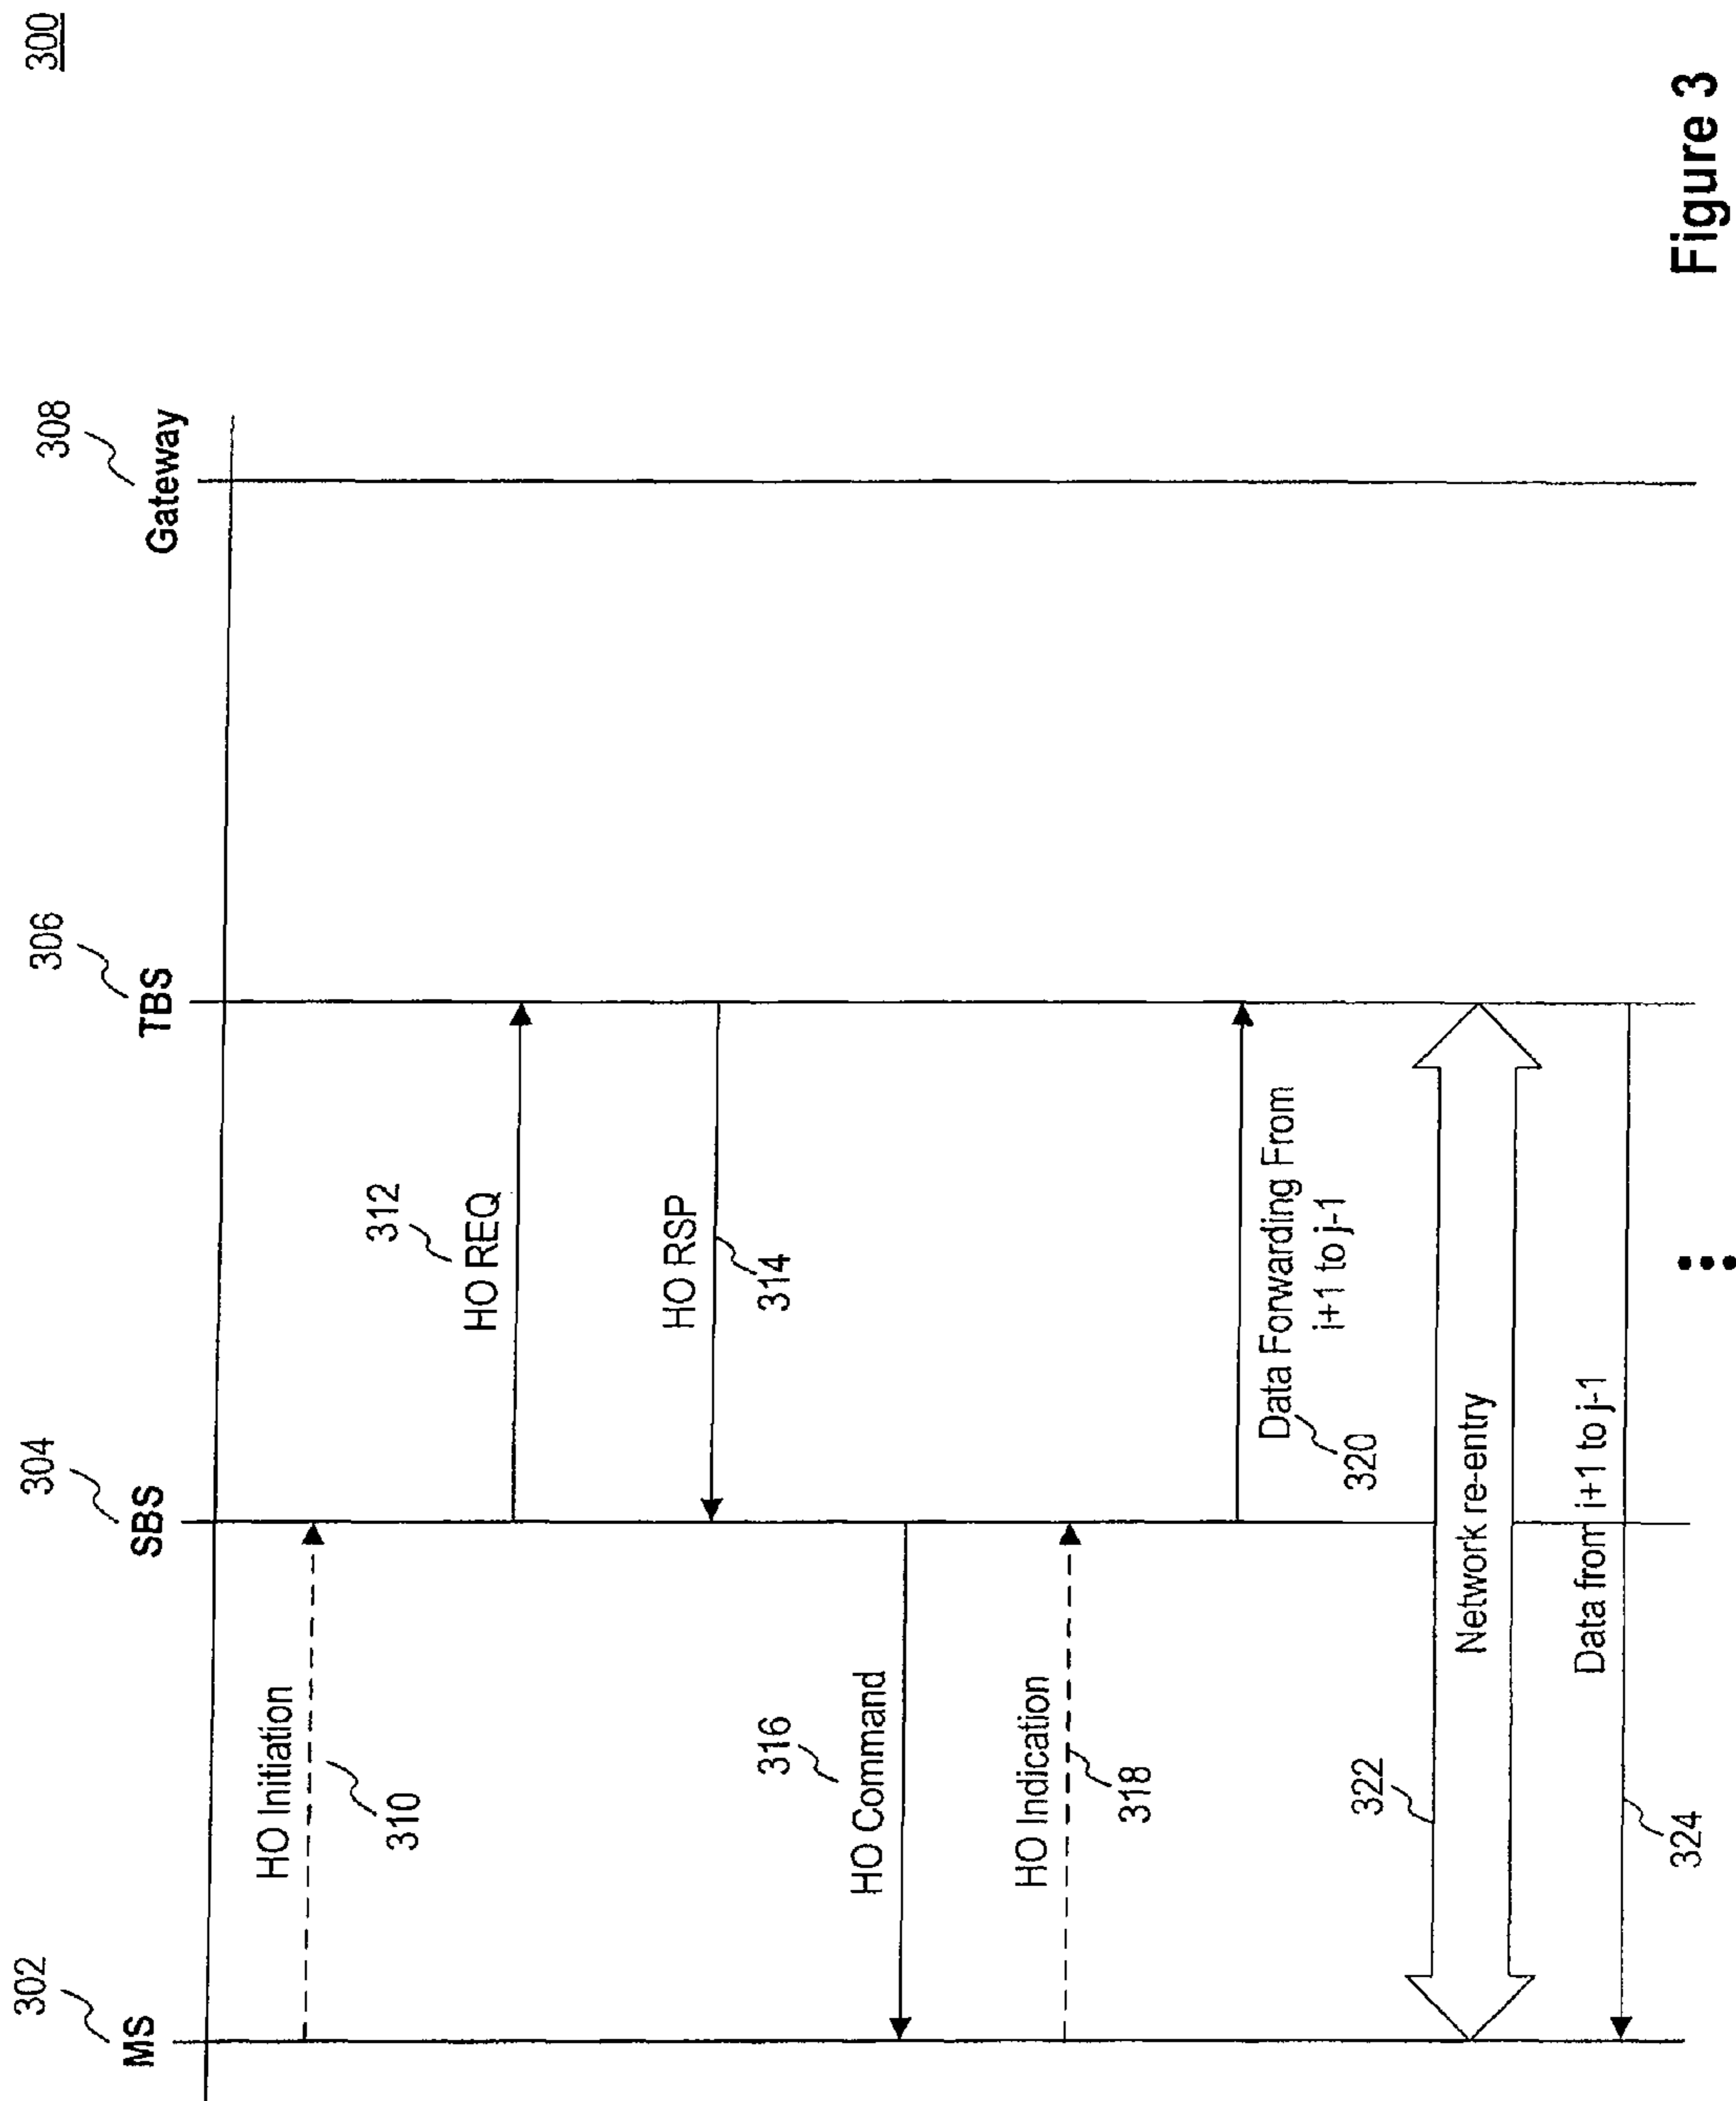 300
302
304
306
308
MS
SBS
TBS
Gateway
HO Initiation
310
312
HO REQ
HO RSP
314
316
HO Command
HO Indication
318
Data Forwarding From
i+1 to j-1
320
322
Network re-entry
Data from i+1 to j-1
324
Figure 3